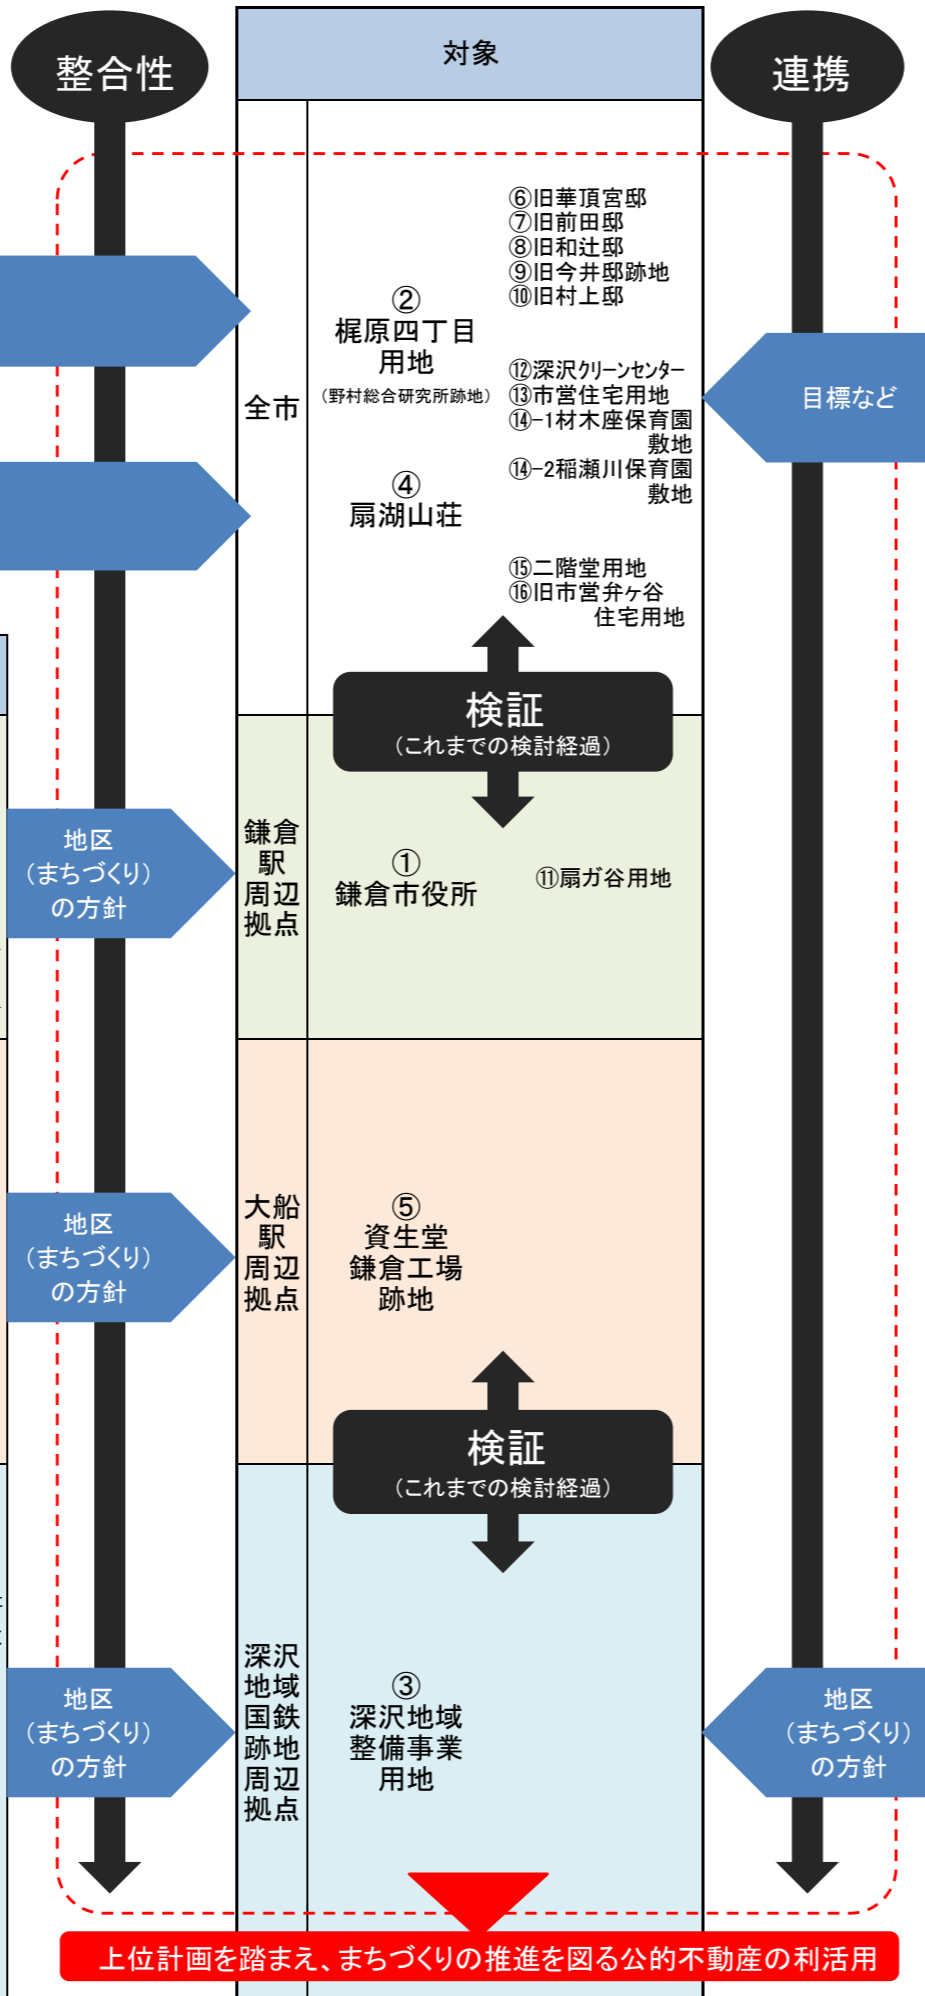 整合性
対象
連携
全市
②
梶原四丁目
用地
（野村総合研究所跡地）
④
扇湖山荘
⑥旧華頂宮邸
⑦旧前田邸
⑧旧和辻邸
⑨旧今井邸跡地
⑩旧村上邸
⑫深沢クリーンセンター
⑬市営住宅用地
⑭-1材木座保育園
敷地
⑭-2稲瀬川保育園
敷地
⑮二階堂用地
⑯旧市営弁ヶ谷
住宅用地
目標など
検証
（これまでの検討経過）
地区
（まちづくり）
の方針
鎌倉
駅
周辺
拠点
①
鎌倉市役所
⑪扇ガ谷用地
地区
（まちづくり）
の方針
大船
駅
周辺
拠点
⑤
資生堂
鎌倉工場
跡地
検証
（これまでの検討経過）
地区
（まちづくり）
の方針
深沢
地域
国鉄
跡地
周辺
拠点
③
深沢地域
整備事業
用地
地区
（まちづくり）
の方針
上位計画を踏まえ、まちづくりの推進を図る公的不動産の利活用